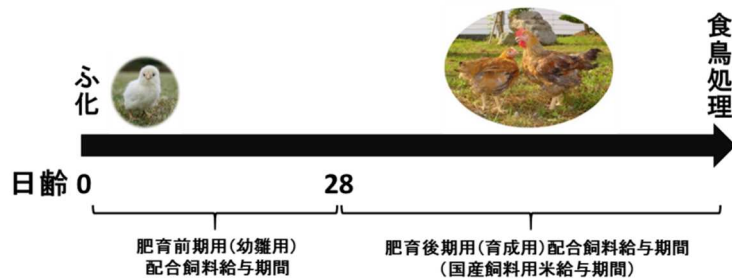 ふ化
食鳥処理
日齢 0
28
肥育前期用(幼雛用)
配合飼料給与期間
肥育後期用(育成用)配合飼料給与期間
(国産飼料用米給与期間)